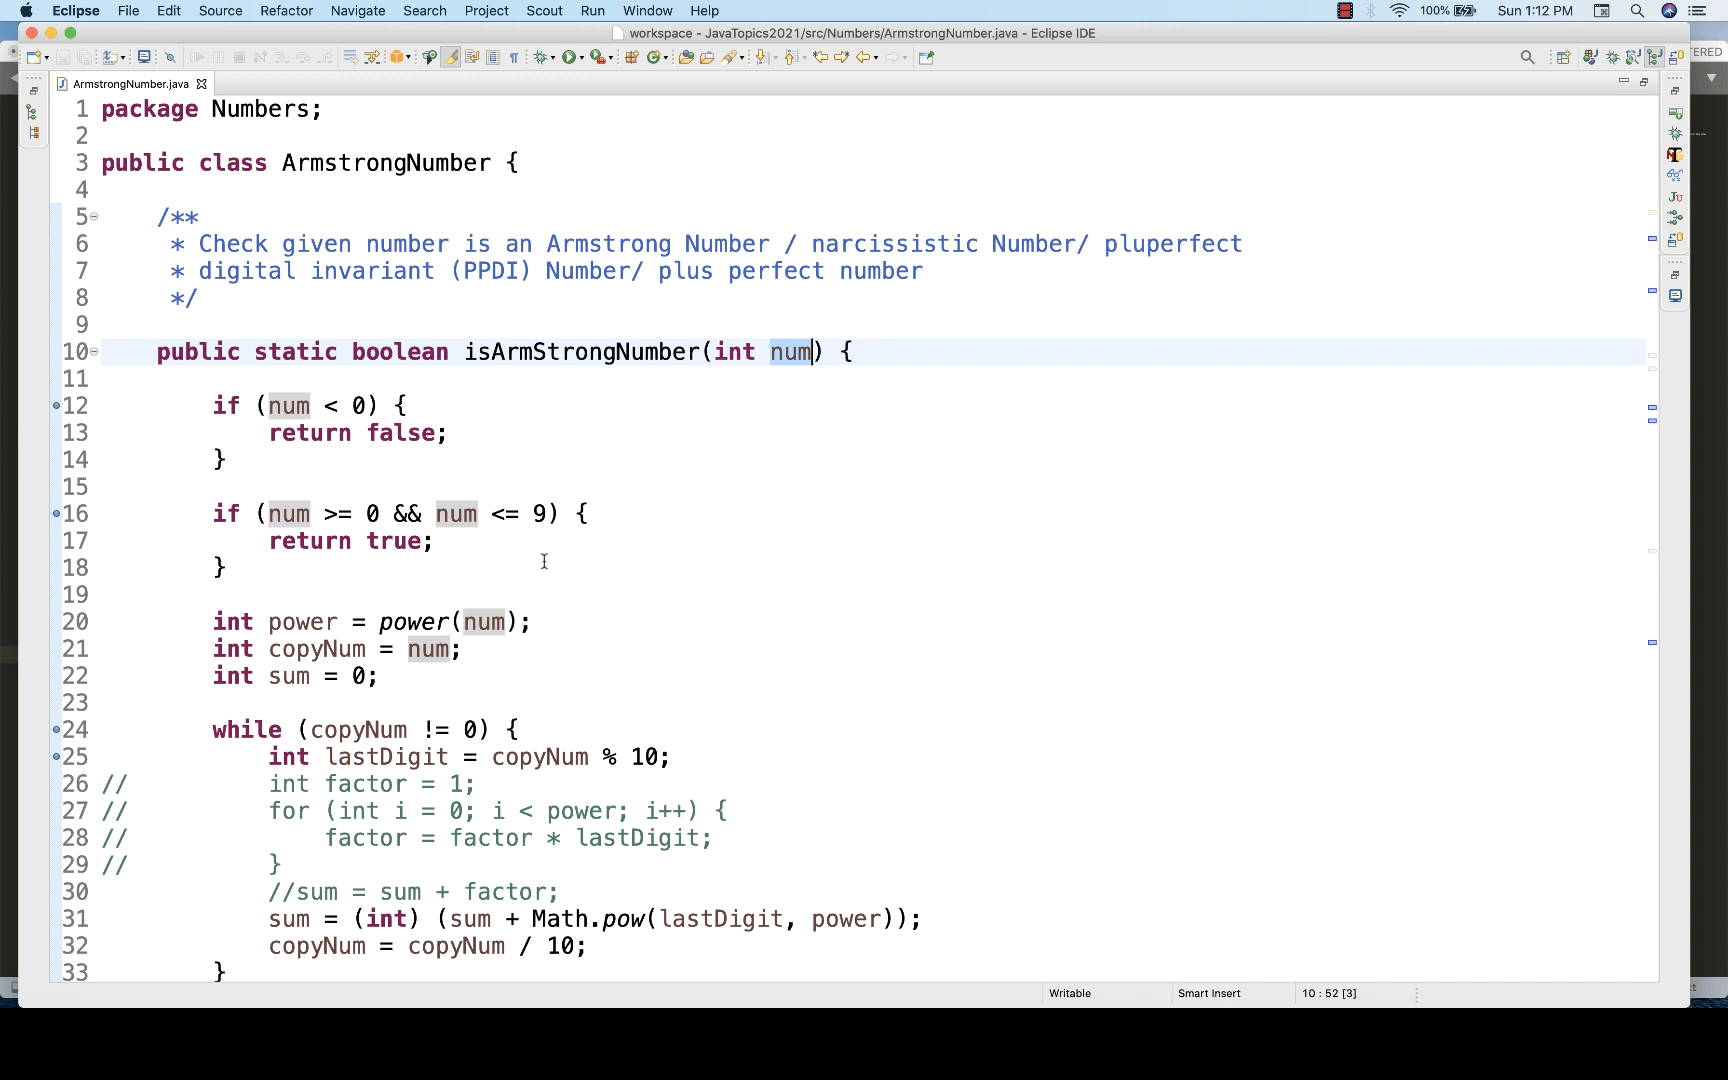 Eclipse File Edit Source Refactor Navigate Search Project Scout Run Window Help 100% Sun 1:12 PM
workspace - JavaTopics2021/src/Numbers/ArmstrongNumber.java - Eclipse IDE
ERED
ArmstrongNumber.java
1 package Numbers;
2
3 public class ArmstrongNumber {
4
5 /**
6 * Check given number is an Armstrong Number / narcissistic Number/ pluperfect
7 * digital invariant (PPDI) Number/ plus perfect number
8 */
9
10 public static boolean isArmStrongNumber(int num) {
11
12 if (num < 0) {
13 return false;
14 }
15
16 if (num >= 0 && num <= 9) {
17 return true;
18 }
19
20 int power = power(num);
21 int copyNum = num;
22 int sum = 0;
23
24 while (copyNum != 0) {
25 int lastDigit = copyNum % 10;
26 // int factor = 1;
27 // for (int i = 0; i < power; i++) {
28 // factor = factor * lastDigit;
29 // }
30 //sum = sum + factor;
31 sum = (int) (sum + Math.pow(lastDigit, power));
32 copyNum = copyNum / 10;
33 }
Writable Smart Insert 10 : 52 [3]